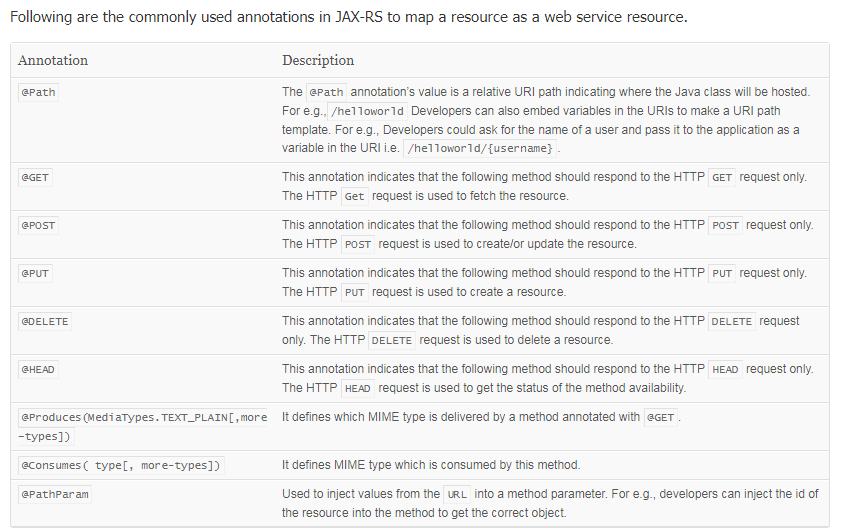 Following are the commonly used annotations in JAX-RS to map a resource as a web service resource.
Annotation Description
@Path The @Path annotation's value is a relative URI path indicating where the Java class will be hosted.
For e.g., /helloworld Developers can also embed variables in the URIs to make a URI path
template. For e.g., Developers could ask for the name of a user and pass it to the application as a
variable in the URI i.e. /helloworld/{username} .
@GET This annotation indicates that the following method should respond to the HTTP GET request only.
The HTTP Get request is used to fetch the resource.
@POST This annotation indicates that the following method should respond to the HTTP POST request only.
The HTTP POST request is used to create/or update the resource.
@PUT This annotation indicates that the following method should respond to the HTTP PUT request only.
The HTTP PUT request is used to create a resource.
@DELETE This annotation indicates that the following method should respond to the HTTP DELETE request
only. The HTTP DELETE request is used to delete a resource.
@HEAD This annotation indicates that the following method should respond to the HTTP HEAD request only.
The HTTP HEAD request is used to get the status of the method availability.
@Produces(MediaTypes.TEXT_PLAIN[,more It defines which MIME type is delivered by a method annotated with @GET .
-types])
@Consumes( type[, more-types]) It defines MIME type which is consumed by this method.
@PathParam Used to inject values from the URL into a method parameter. For e.g., developers can inject the id of
the resource into the method to get the correct object.